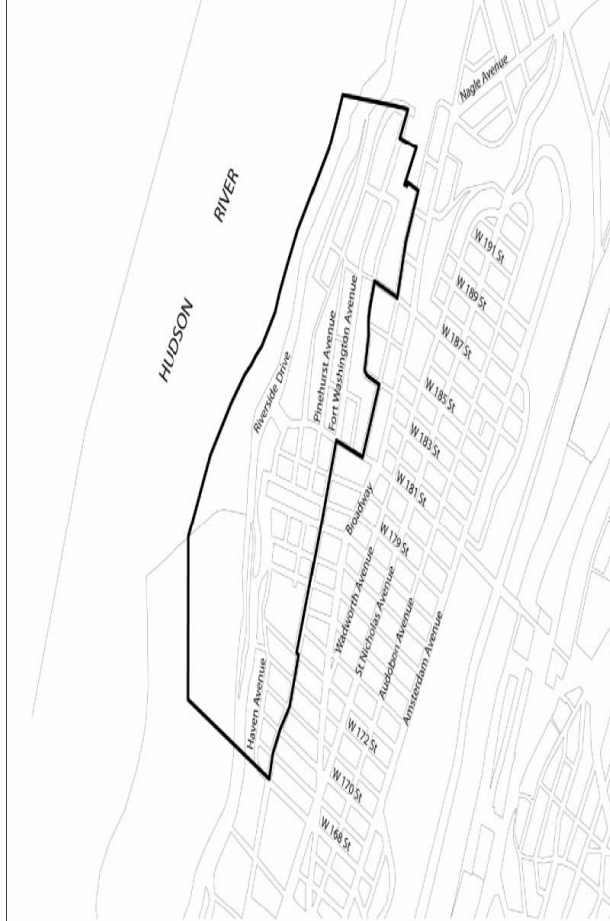 Nagle Avenue
RIVER
HUDSON
W 191 St
W 189 St
W 187 St
W 185 St
W 183 St
W 181 St
W 179 St
Riverside Drive
Pinehurst Avenue
Fort Washington Avenue
Broadway
Wadworth Avenue
St Nicholas Avenue
Audobon Avenue
Amsterdam Avenue
Haven Avenue
W 172 St
W 170 St
W 168 St